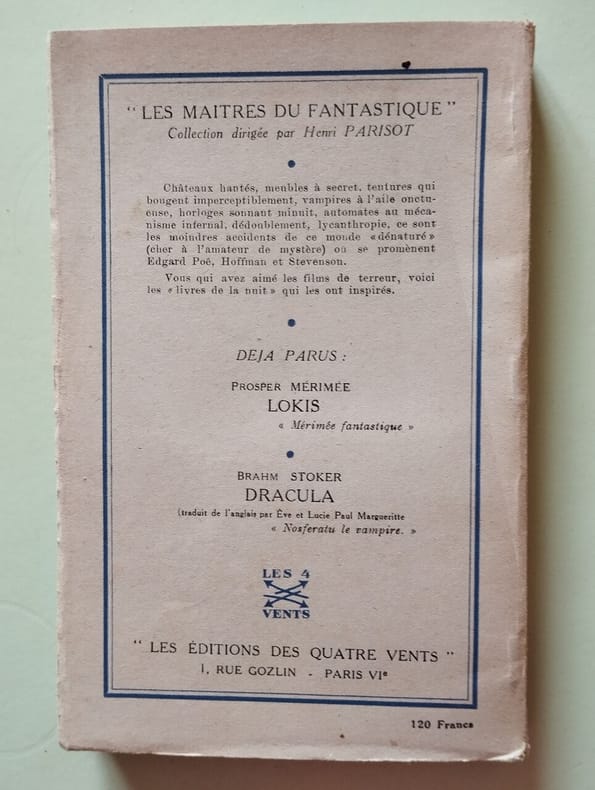 “ LES MAITRES DU FANTASTIQUE ”
Collection dirigée par Henri PARISOT
Châteaux hantés, meubles à secret, tentures qui
bougent imperceptiblement, vampires à l’aile onctu-
euse, horloges sonnant minuit, automates au méca-
nisme infernal, dédoublement, lycanthropie, ce sont
les moindres accidents de ce monde «dénaturé»
(cher à l’amateur de mystère) où se promènent
Edgard Poë, Hoffman et Stevenson.
Vous qui avez aimé les films de terreur, voici
les «livres de la nuit» qui les ont inspirés.
DEJA PARUS :
PROSPER MÉRIMÉE
LOKIS
« Mérimée fantastique »
BRAHM STOKER
DRACULA
(traduit de l’anglais par Ève et Lucie Paul Margueritte
« Nosferatu le vampire. »
LES 4
VENTS
“ LES ÉDITIONS DES QUATRE VENTS ”
1, RUE GOZLIN - PARIS VIe
120 Francs